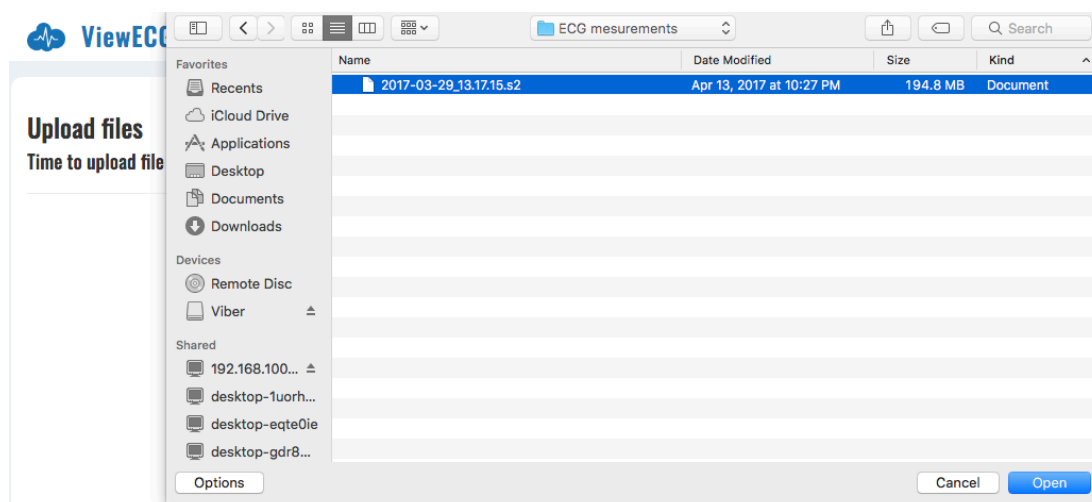 ViewECG
ECG mesurements
Search
Upload files
Time to upload file
Favorites
Recents
iCloud Drive
Applications
Desktop
Documents
Downloads
Devices
Remote Disc
Viber
Shared
192.168.100...
desktop-1uorh...
desktop-eqte0ie
desktop-gdr8...
Name Date Modified Size Kind
2017-03-29_13.17.15.s2 Apr 13, 2017 at 10:27 PM 194.8 MB Document
Options Cancel Open